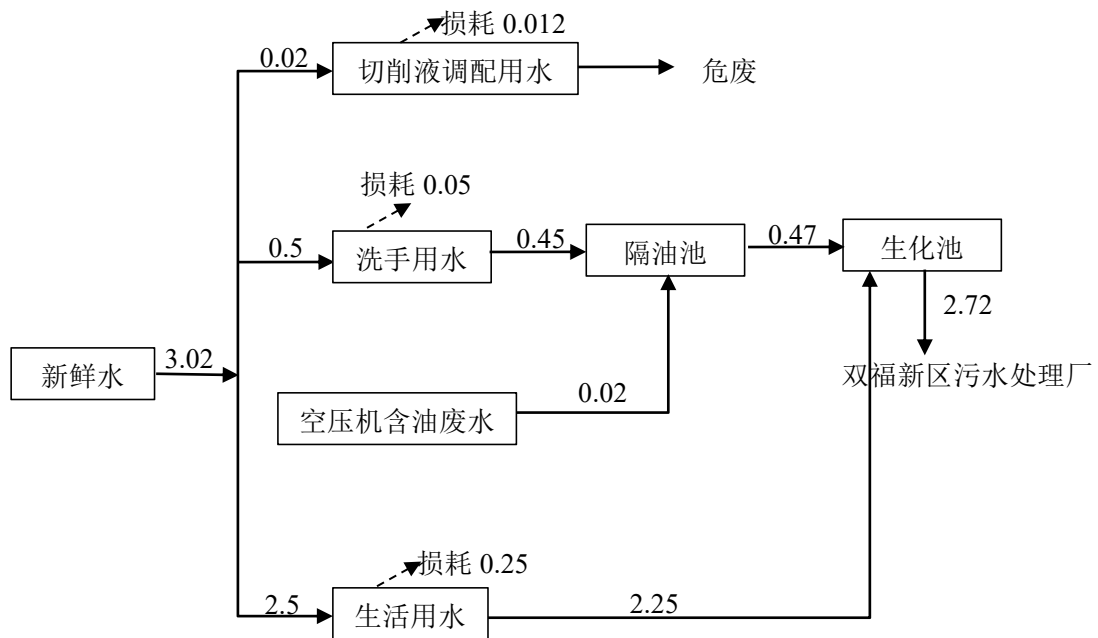 损耗 0.012
0.02
切削液调配用水
危废
损耗 0.05
0.5
洗手用水
0.45
隔油池
0.47
生化池
2.72
双福新区污水处理厂
新鲜水
3.02
空压机含油废水
0.02
损耗 0.25
2.5
生活用水
2.25